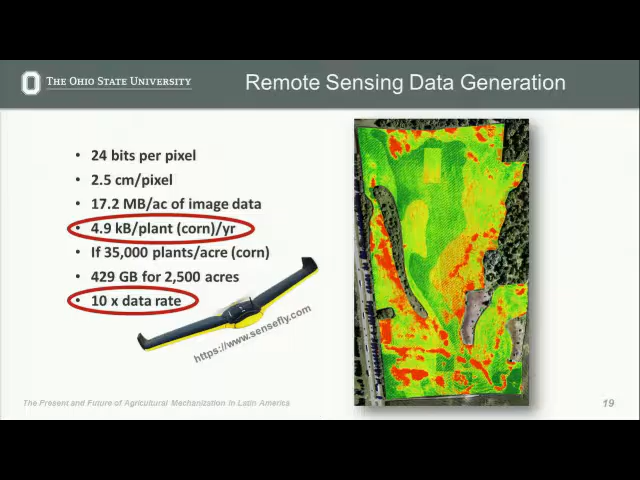 THE OHIO STATE UNIVERSITY
Remote Sensing Data Generation
• 24 bits per pixel
• 2.5 cm/pixel
• 17.2 MB/ac of image data
• 4.9 kB/plant (corn)/yr
• If 35,000 plants/acre (corn)
• 429 GB for 2,500 acres
• 10 x data rate
https://www.sensefly.com
The Present and Future of Agricultural Mechanization in Latin America
19